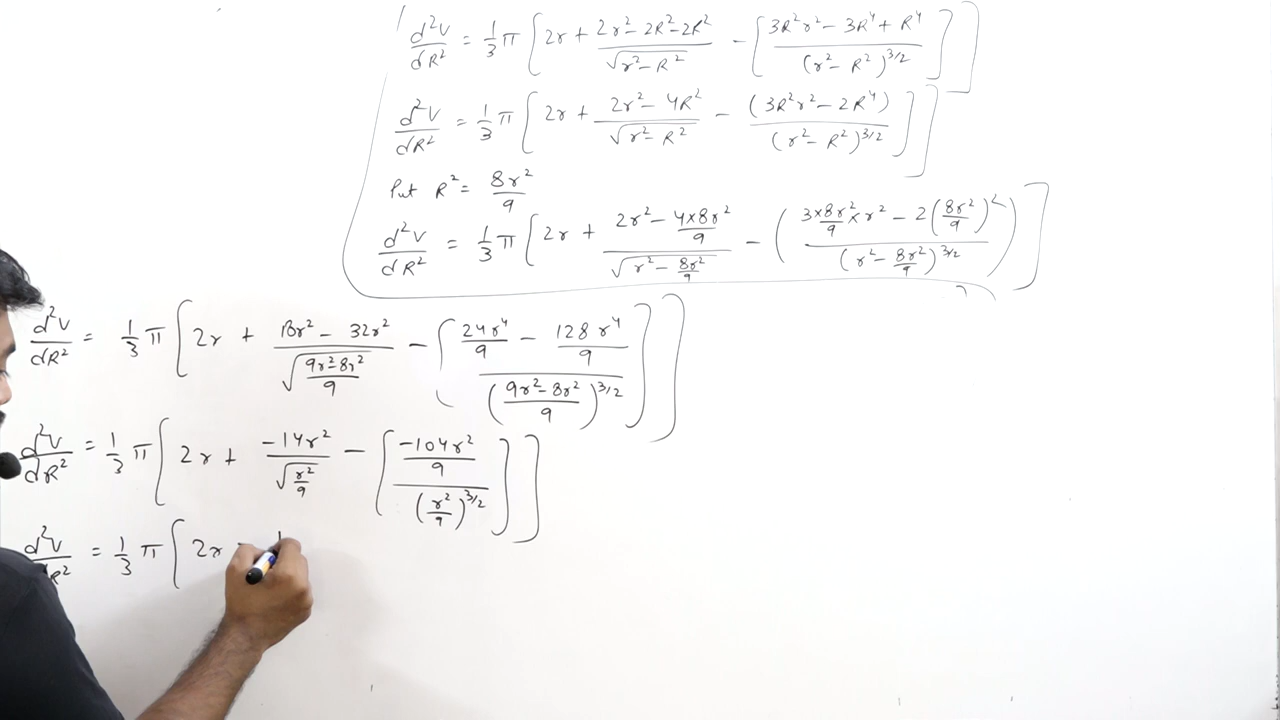 d²V/dR² = 1/3 π [ 2r + (2r² - 2R² - 2R²)/√(r² - R²) - [ (3R²r² - 3R⁴ + R⁴)/(r² - R²)^3/2 ] ]
d²V/dR² = 1/3 π [ 2r + (2r² - 4R²)/√(r² - R²) - (3R²r² - 2R⁴)/(r² - R²)^3/2 ] ]
Put R² = 8r²/9
d²V/dR² = 1/3 π [ 2r + (2r² - 4×8r²/9)/√(r² - 8r²/9) - ( (3×8r²/9 × r² - 2(8r²/9)²)/(r² - 8r²/9)^3/2 ) ]
d²V/dR² = 1/3 π [ 2r + (18r² - 32r²)/√((9r² - 8r²)/9) - [ (24r⁴/9 - 128r⁴/9)/((9r² - 8r²)/9)^3/2 ] ]
d²V/dR² = 1/3 π [ 2r + -14r²/√(r²/9) - [ (-104r²/9)/(r²/9)^3/2 ] ]
d²V/dR² = 1/3 π [ 2r